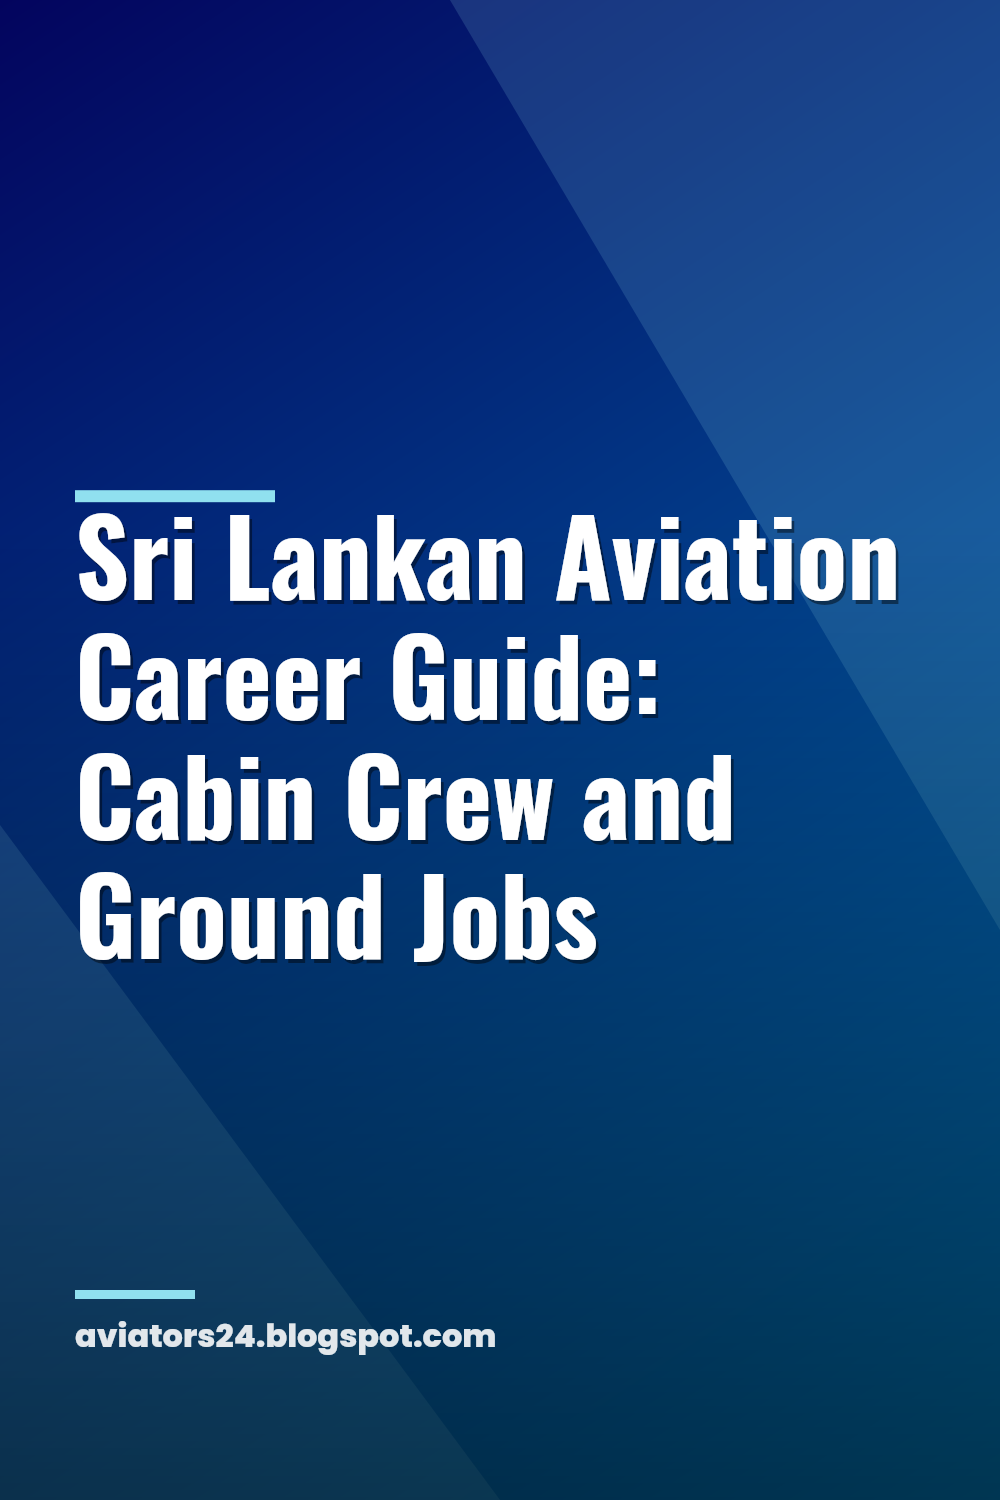 Sri Lankan Aviation
Career Guide:
Cabin Crew and
Ground Jobs
aviators24.blogspot.com